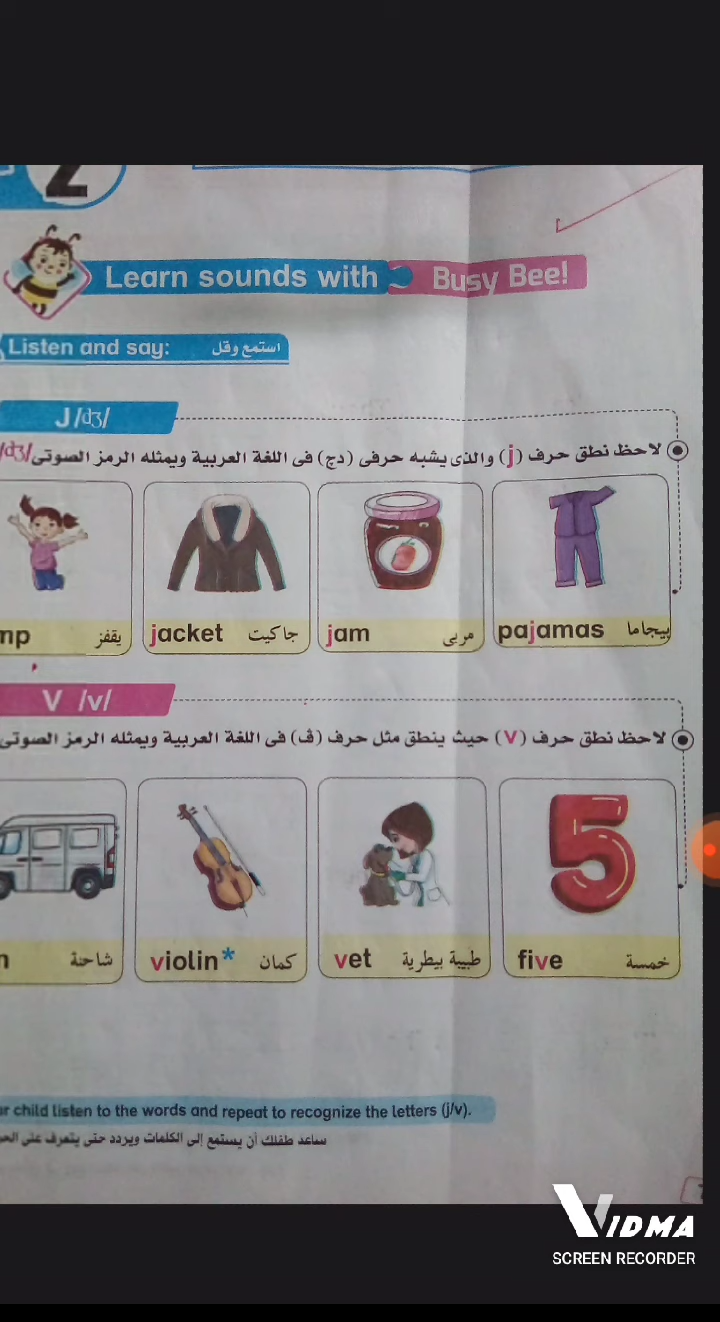 Learn sounds with Busy Bee!
Listen and say: استمع وقل
J /dʒ/
لاحظ نطق حرف (j) والذى يشبه حرفى (دج) فى اللغة العربية ويمثله الرمز الصوتى /dʒ/
mp يقفز
jacket جاكيت
jam مربى
pajamas بيجاما
V /v/
لاحظ نطق حرف (V) حيث ينطق مثل حرف (ڤ) فى اللغة العربية ويمثله الرمز الصوتى
n شاحنة
violin* كمان
vet طبيبة بيطرية
five خمسة
r child listen to the words and repeat to recognize the letters (j/v).
ساعد طفلك أن يستمع إلى الكلمات ويردد حتى يتعرف على
VIDMA
SCREEN RECORDER